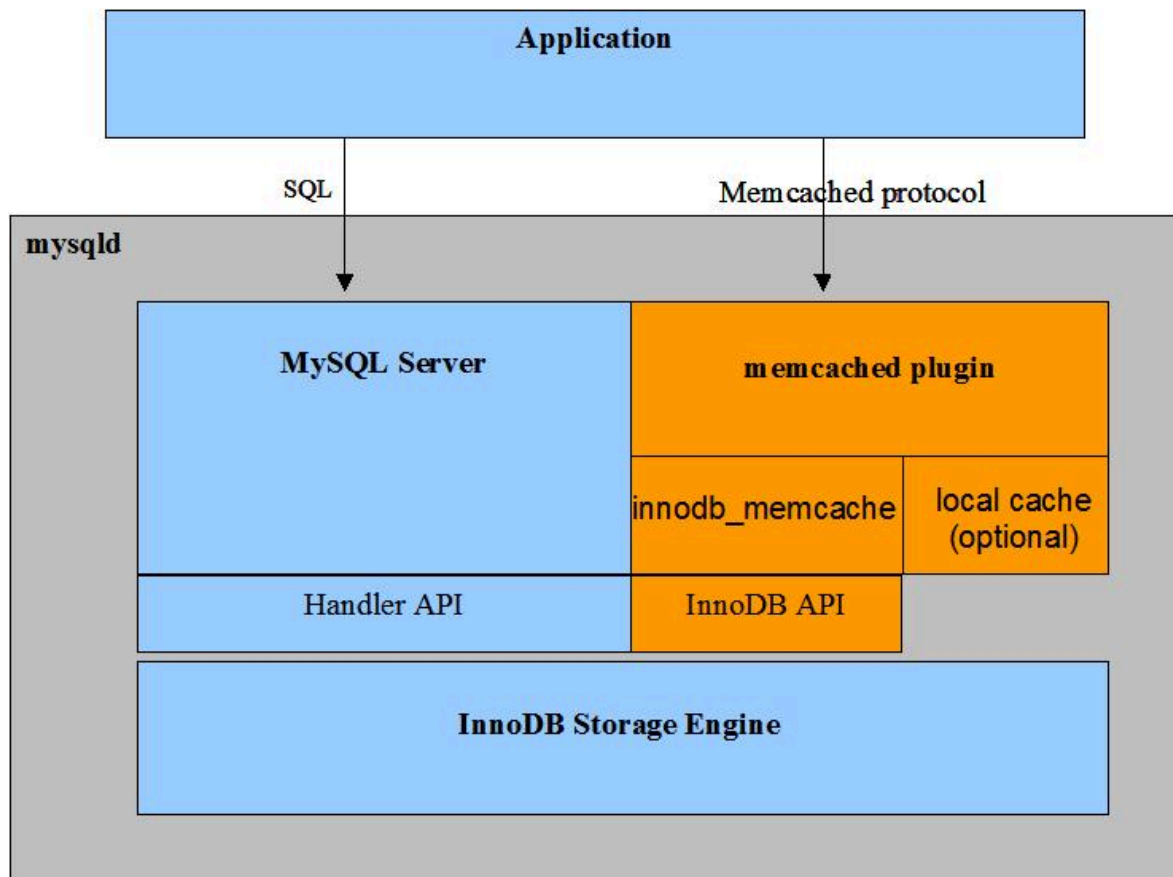 Application
SQL
Memcached protocol
mysqld
MySQL Server
memcached plugin
innodb_memcache
local cache
(optional)
Handler API
InnoDB API
InnoDB Storage Engine